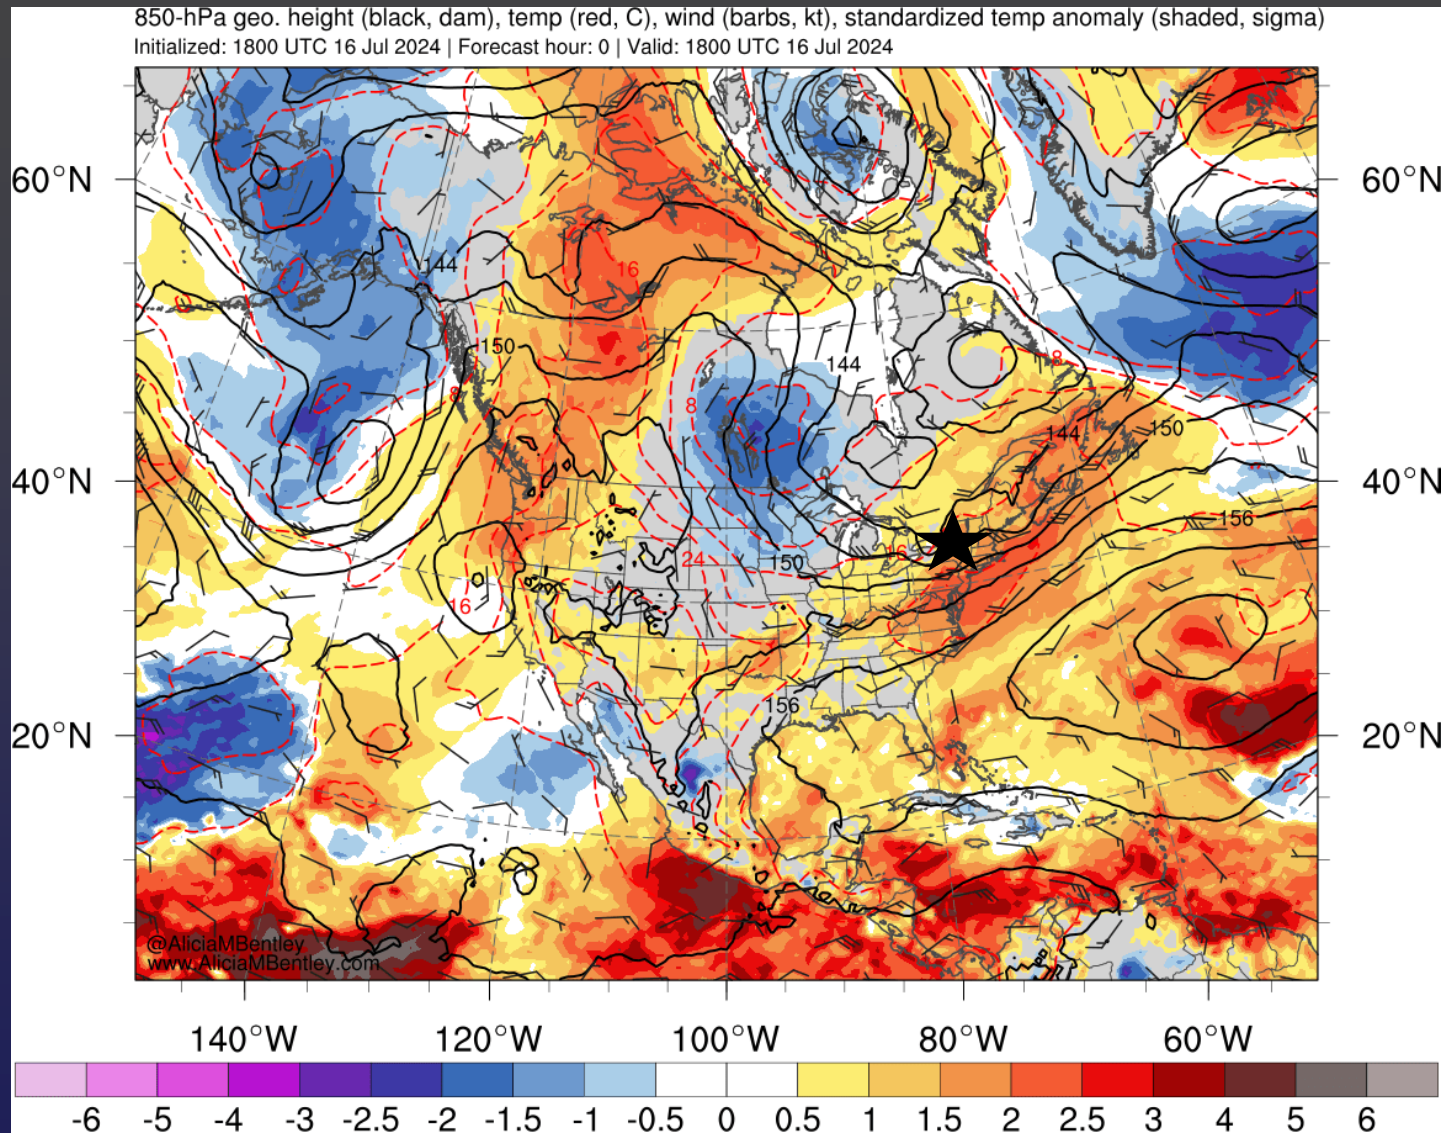 850-hPa geo. height (black, dam), temp (red, C), wind (barbs, kt), standardized temp anomaly (shaded, sigma)
Initialized: 1800 UTC 16 Jul 2024 | Forecast hour: 0 | Valid: 1800 UTC 16 Jul 2024
60°N
60°N
144
16
150
144
8
8
8
144
150
40°N
40°N
156
16
150
24
16
156
20°N
20°N
@AliciaMBentley
www.AliciaMBentley.com
140°W 120°W 100°W 80°W 60°W
-6 -5 -4 -3 -2.5 -2 -1.5 -1 -0.5 0 0.5 1 1.5 2 2.5 3 4 5 6